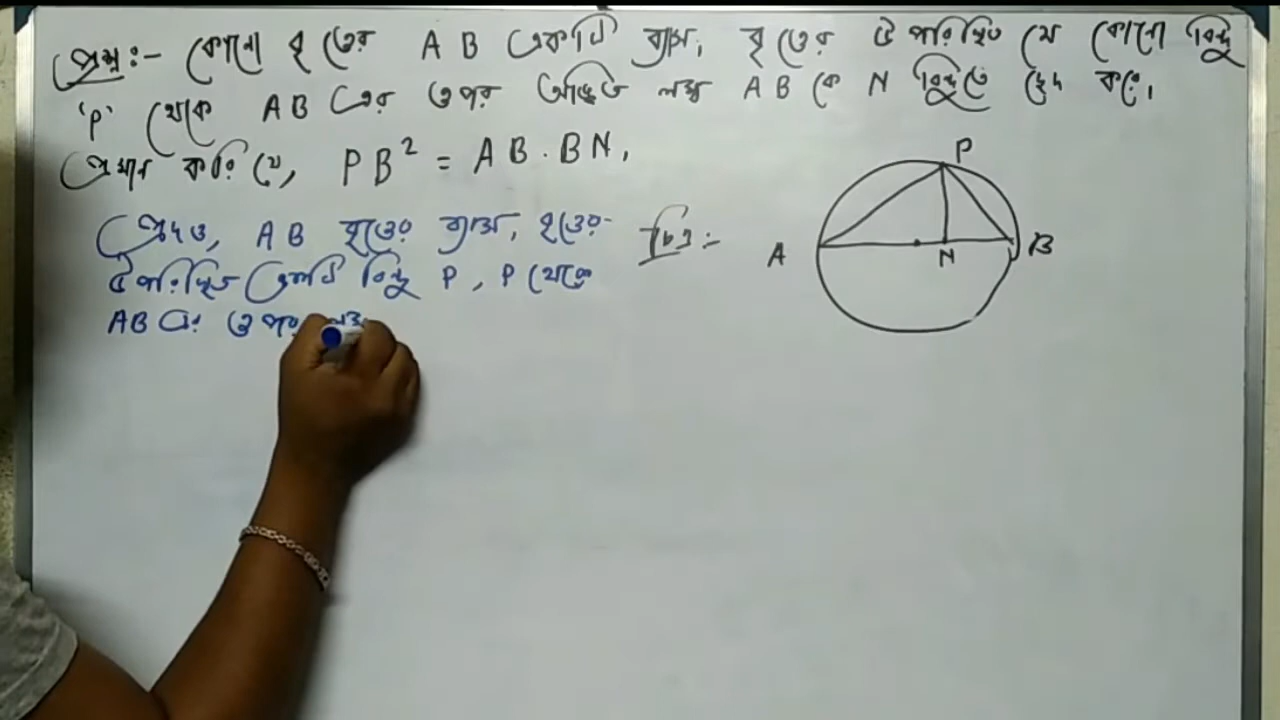 প্রশ্ন:- কোনো বৃত্তের AB একটি ব্যাস, বৃত্তের উপরিস্থিত যে কোনো বিন্দু
'P' থেকে AB এর ওপর অঙ্কিত লম্ব AB কে N বিন্দুতে ছেদ করে।
প্রমান করি যে, PB² = AB . BN,
প্রদত্ত, AB বৃত্তের ব্যাস, বৃত্তের
উপরিস্থিত একটি বিন্দু P, P থেকে
AB এর ওপর লম্ব
চিত্র :-
P
A
N
B